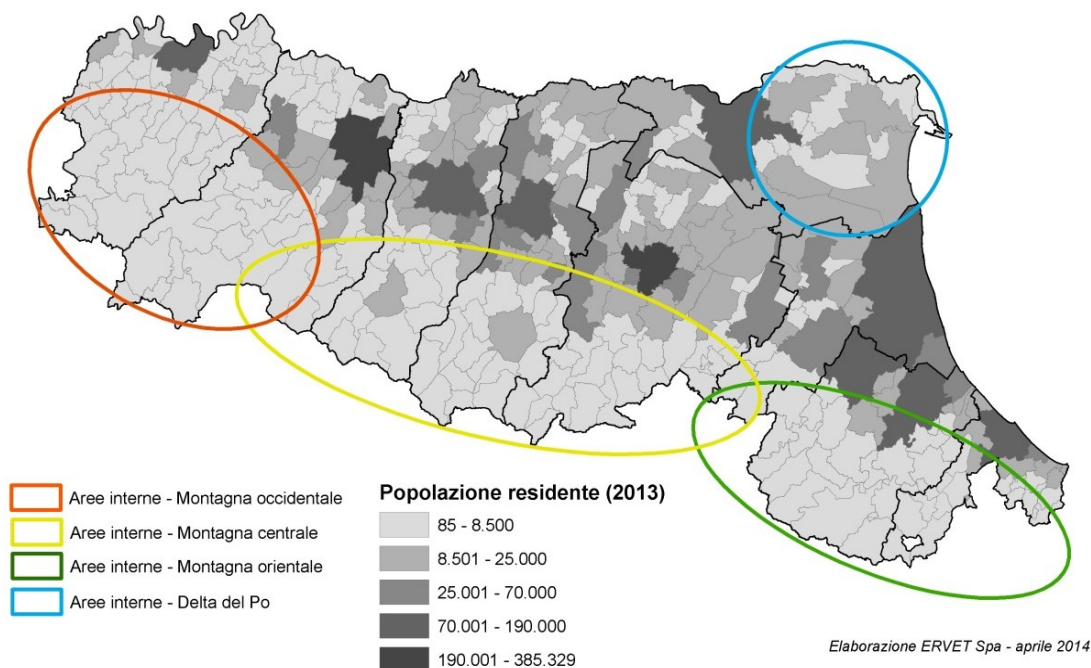 Aree interne - Montagna occidentale
Aree interne - Montagna centrale
Aree interne - Montagna orientale
Aree interne - Delta del Po
Popolazione residente (2013)
85 - 8.500
8.501 - 25.000
25.001 - 70.000
70.001 - 190.000
190.001 - 385.329
Elaborazione ERVET Spa - aprile 2014